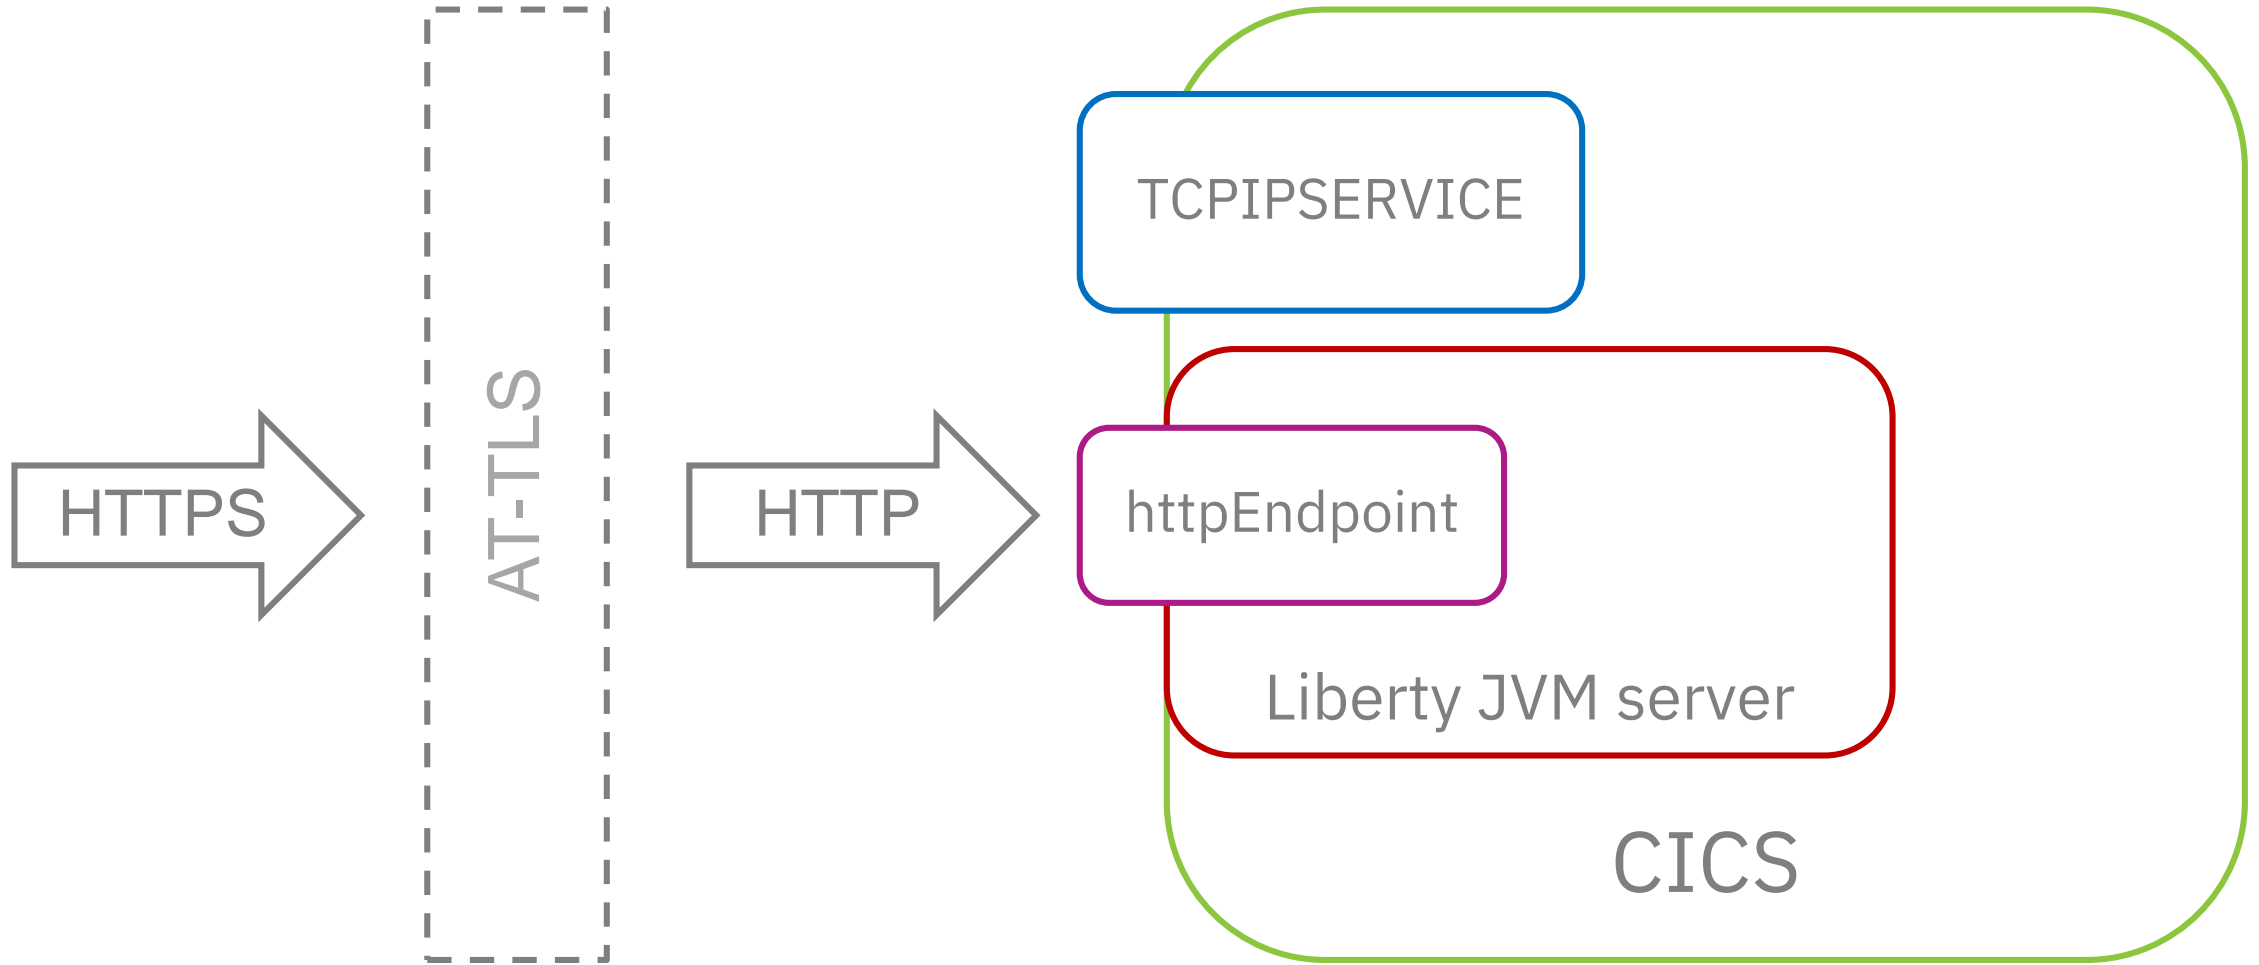 HTTPS
AT-TLS
HTTP
TCPIPSERVICE
httpEndpoint
Liberty JVM server
CICS